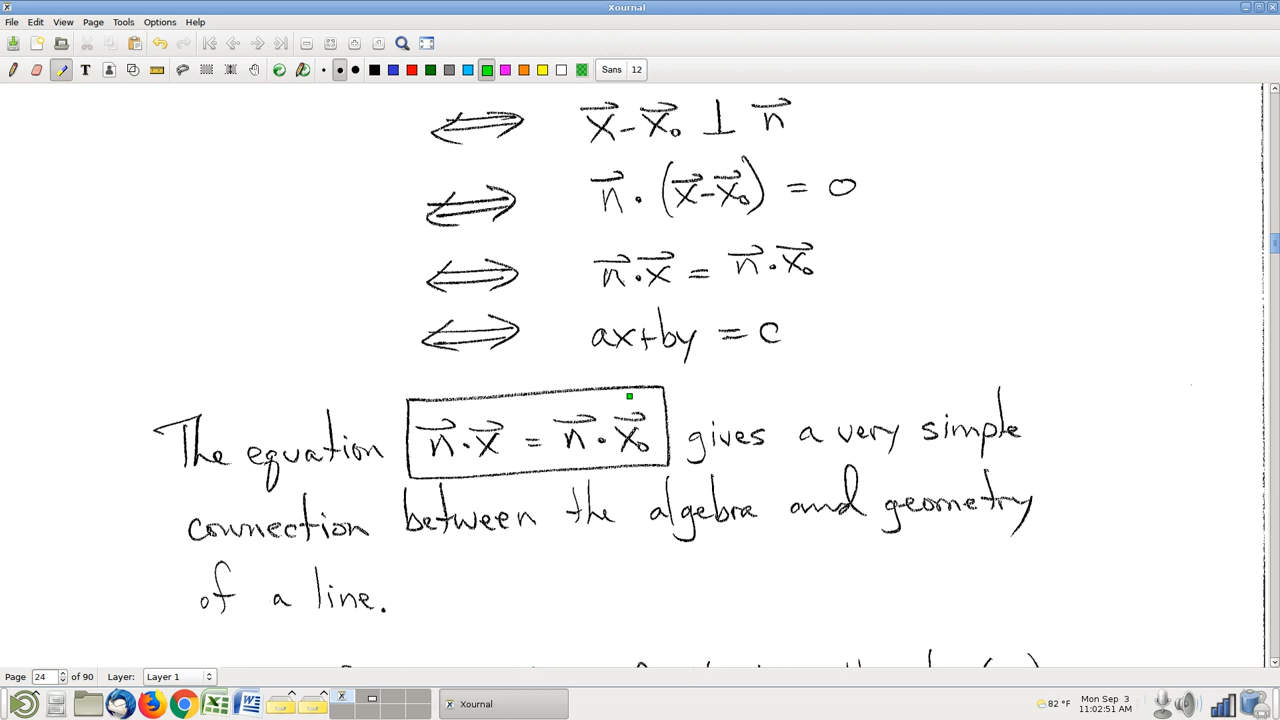 Xournal
File Edit View Page Tools Options Help
Sans 12
⟺ x⃗ - x⃗₀ ⊥ n⃗
⟺ n⃗ · (x⃗ - x⃗₀) = 0
⟺ n⃗ · x⃗ = n⃗ · x⃗₀
⟺ ax+by = c
The equation n⃗ · x⃗ = n⃗ · x⃗₀ gives a very simple
connection between the algebra and geometry
of a line.
Page 24 of 90 Layer: Layer 1
Xournal
82 °F
Mon Sep 3
11:02:51 AM